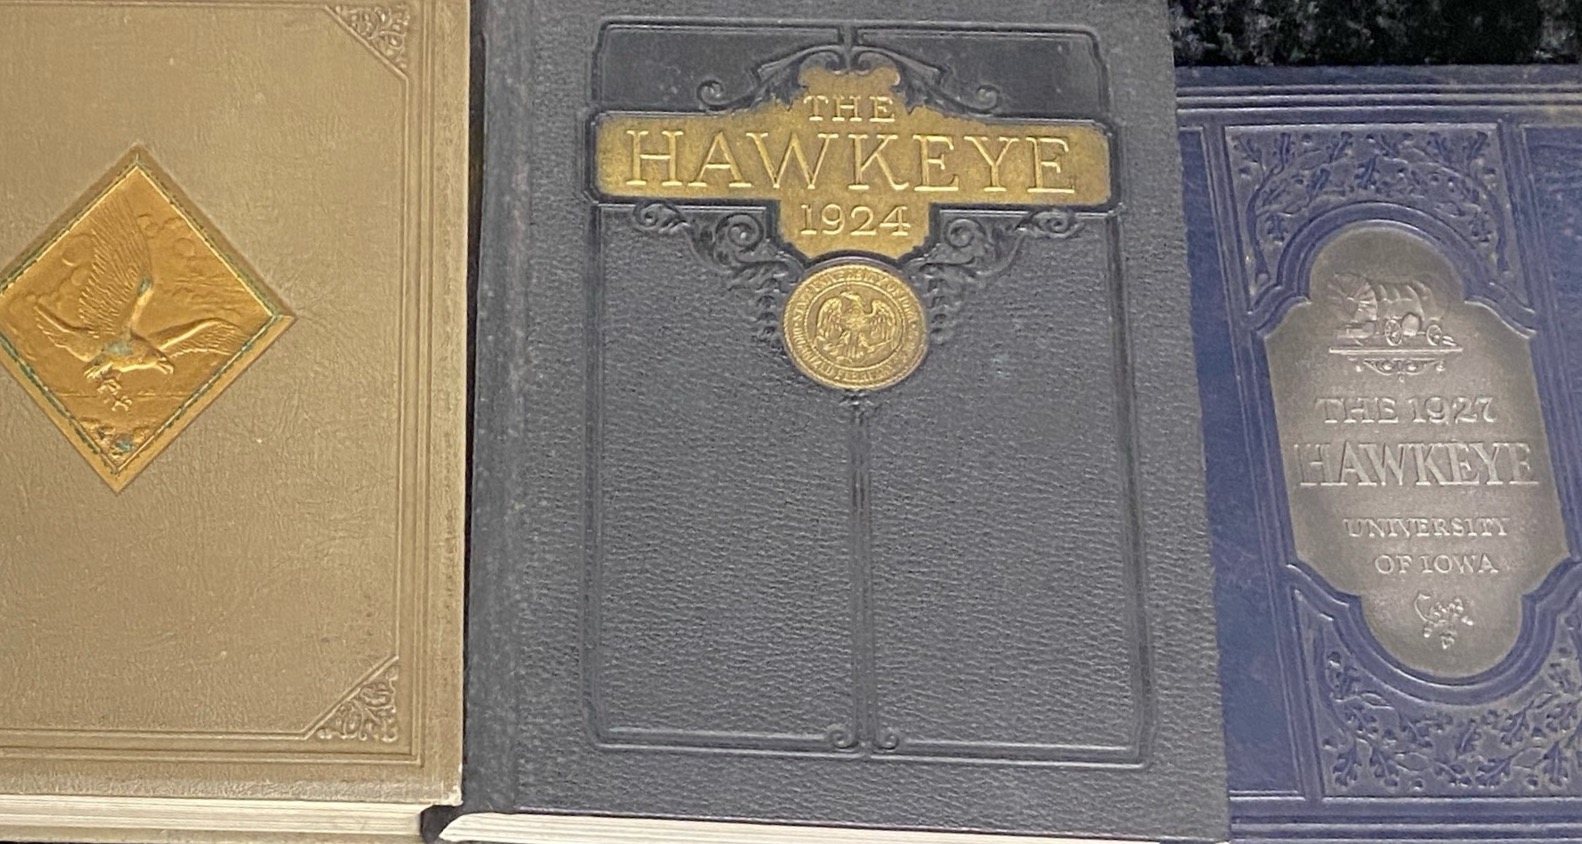 THE
HAWKEYE
1924
THE 1927
HAWKEYE
UNIVERSITY
OF IOWA